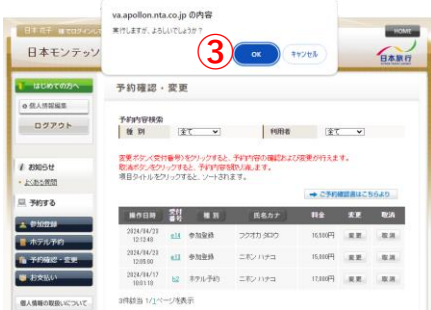 va.apollon.nta.co.jp の内容
実行しますが、よろしいでしょうか?
③
OK
キャンセル
HOME
日本モンテッソ
日本旅行
はじめての方へ
個人情報編集
ログアウト
お知らせ
よくある質問
予約する
参加登録
ホテル予約
予約確認・変更
お支払い
個人情報の取扱いについて
予約確認・変更
予約内容検索
種 別 全て 利用者 全て
変更ボタン(受付番号)をクリックすると、予約内容の確認および変更が行えます。
取消ボタンをクリックすると、予約内容を取り消します。
項目タイトルをクリックすると、ソートされます。
ご予約確認書はこちらより
操作日時 受付番号 種 別 氏名カナ 料金 変更 取消
2024/04/23 12:12:48 e14 参加登録 フクオカ タロウ 16,500円 変更 取消
2024/04/23 12:05:00 e13 参加登録 ニホン ハナコ 15,000円 変更 取消
2024/04/17 10:01:10 h2 ホテル予約 ニホン ハナコ 17,800円 変更 取消
3件該当 1/1ページを表示